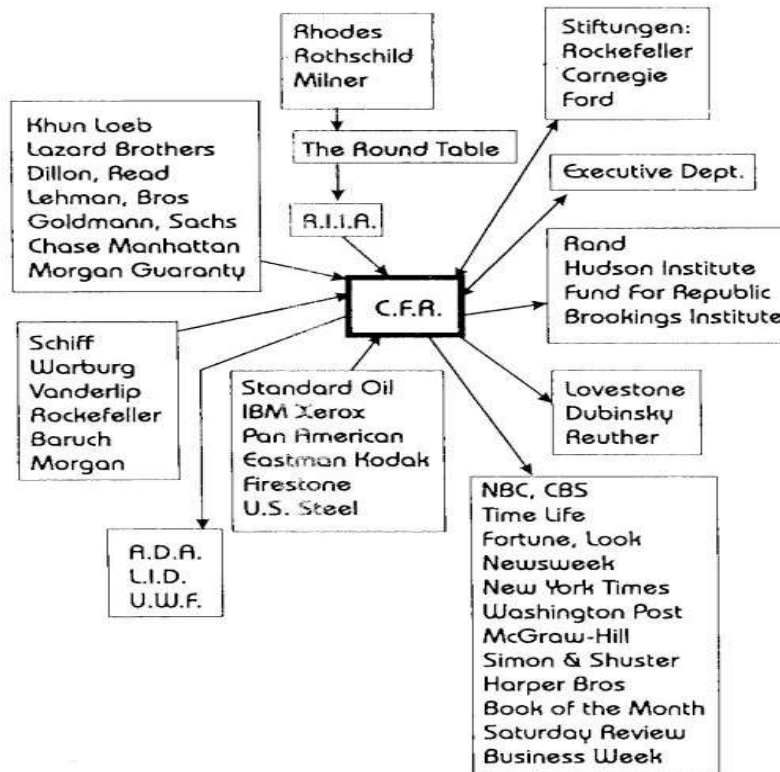 Rhodes
Rothschild
Milner
Stiftungen:
Rockefeller
Carnegie
Ford
The Round Table
Executive Dept.
R.I.I.A.
Khun Loeb
Lazard Brothers
Dillon, Read
Lehman, Bros
Goldmann, Sachs
Chase Manhattan
Morgan Guaranty
C.F.R.
Rand
Hudson Institute
Fund For Republic
Brookings Institute
Schiff
Warburg
Vanderlip
Rockefeller
Baruch
Morgan
Standard Oil
IBM Xerox
Pan American
Eastman Kodak
Firestone
U.S. Steel
Lovestone
Dubinsky
Reuther
A.D.A.
L.I.D.
U.W.F.
NBC, CBS
Time Life
Fortune, Look
Newsweek
New York Times
Washington Post
McGraw-Hill
Simon & Shuster
Harper Bros
Book of the Month
Saturday Review
Business Week